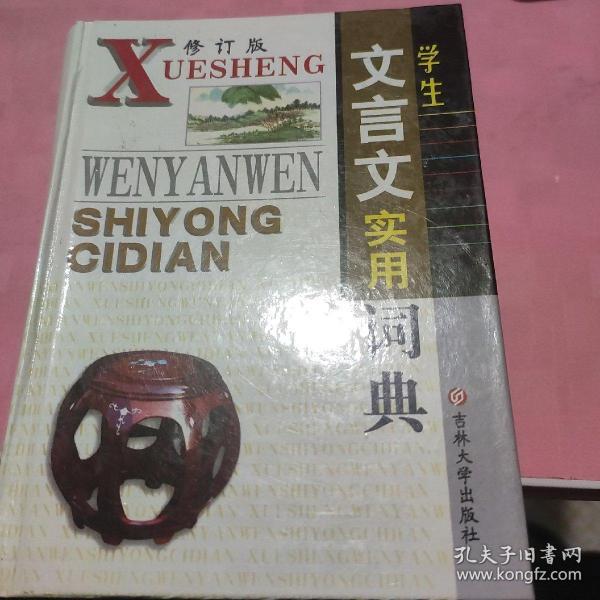 修订版
XUESHENG
WENYANWEN
SHIYONG
CIDIAN
学生
文言文
实用
词典
吉林大学出版社
孔夫子旧书网
www.kongfz.com